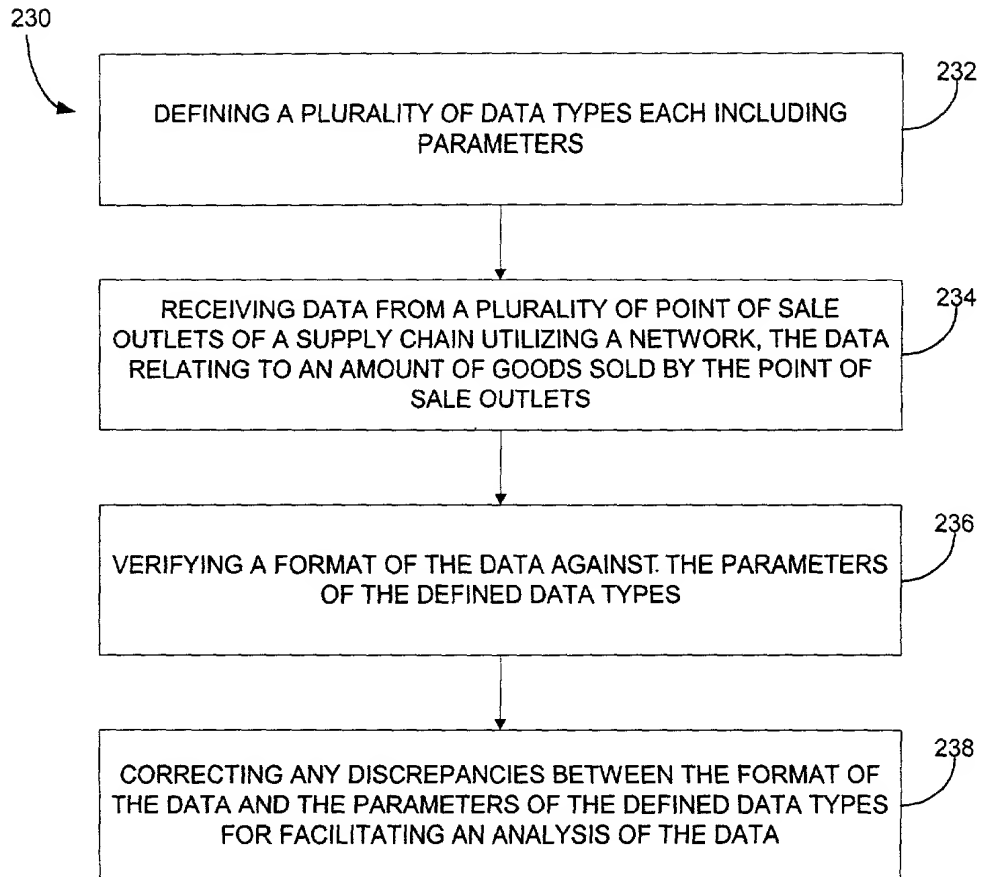 230
232
DEFINING A PLURALITY OF DATA TYPES EACH INCLUDING
PARAMETERS
234
RECEIVING DATA FROM A PLURALITY OF POINT OF SALE
OUTLETS OF A SUPPLY CHAIN UTILIZING A NETWORK, THE DATA
RELATING TO AN AMOUNT OF GOODS SOLD BY THE POINT OF
SALE OUTLETS
236
VERIFYING A FORMAT OF THE DATA AGAINST THE PARAMETERS
OF THE DEFINED DATA TYPES
238
CORRECTING ANY DISCREPANCIES BETWEEN THE FORMAT OF
THE DATA AND THE PARAMETERS OF THE DEFINED DATA TYPES
FOR FACILITATING AN ANALYSIS OF THE DATA